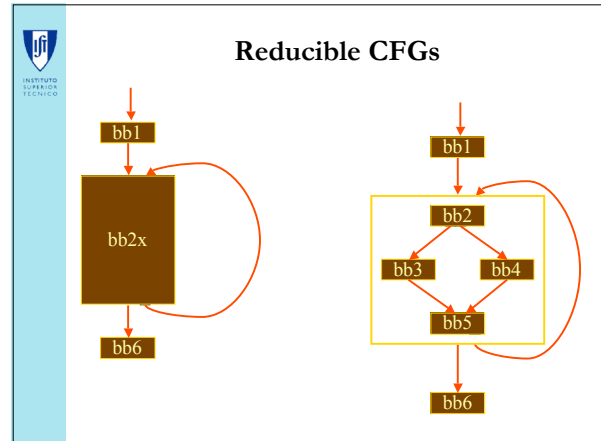 Reducible CFGs
INSTITUTO
SUPERIOR
TÉCNICO
bb1
bb2x
bb6
bb1
bb2
bb3
bb4
bb5
bb6